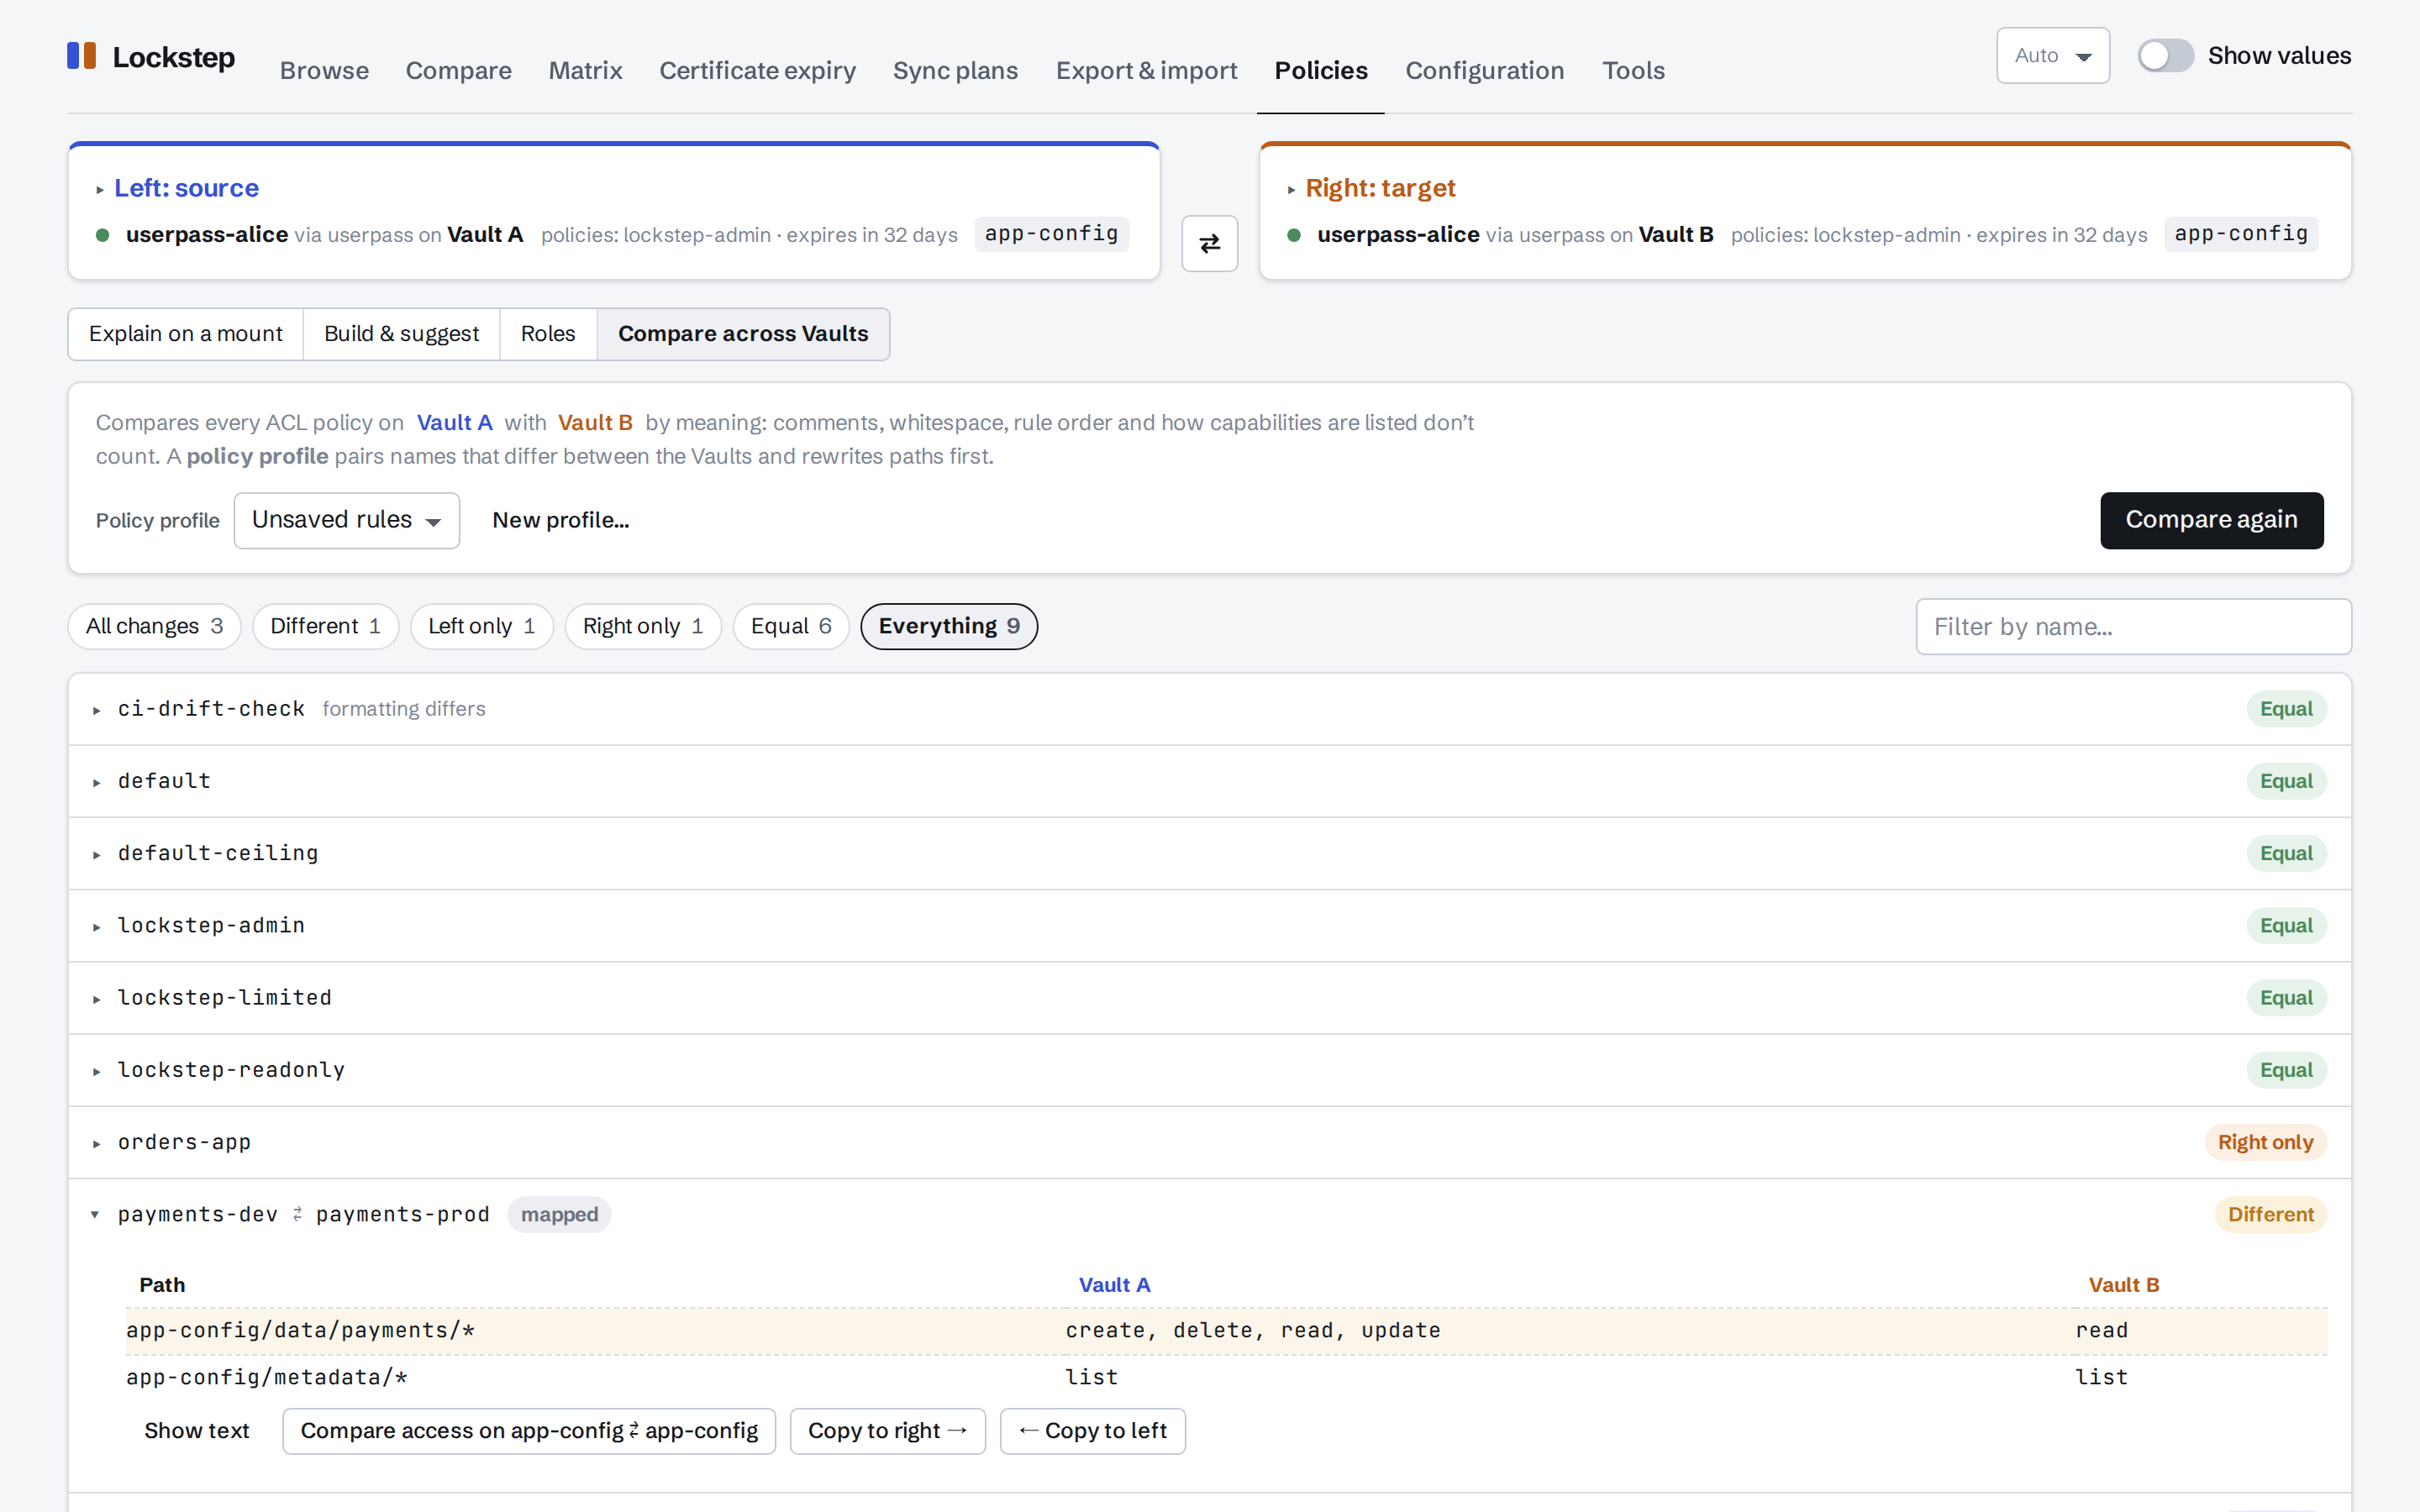 Lockstep Browse Compare Matrix Certificate expiry Sync plans Export & import Policies Configuration Tools Auto Show values
Left: source
userpass-alice via userpass on Vault A policies: lockstep-admin · expires in 32 days app-config
⇄
Right: target
userpass-alice via userpass on Vault B policies: lockstep-admin · expires in 32 days app-config
Explain on a mount Build & suggest Roles Compare across Vaults
Compares every ACL policy on Vault A with Vault B by meaning: comments, whitespace, rule order and how capabilities are listed don’t
count. A policy profile pairs names that differ between the Vaults and rewrites paths first.
Policy profile Unsaved rules New profile… Compare again
All changes 3 Different 1 Left only 1 Right only 1 Equal 6 Everything 9 Filter by name…
ci-drift-check formatting differs Equal
default Equal
default-ceiling Equal
lockstep-admin Equal
lockstep-limited Equal
lockstep-readonly Equal
orders-app Right only
payments-dev ⇄ payments-prod mapped Different
Path Vault A Vault B
app-config/data/payments/* create, delete, read, update read
app-config/metadata/* list list
Show text Compare access on app-config ⇄ app-config Copy to right → ← Copy to left